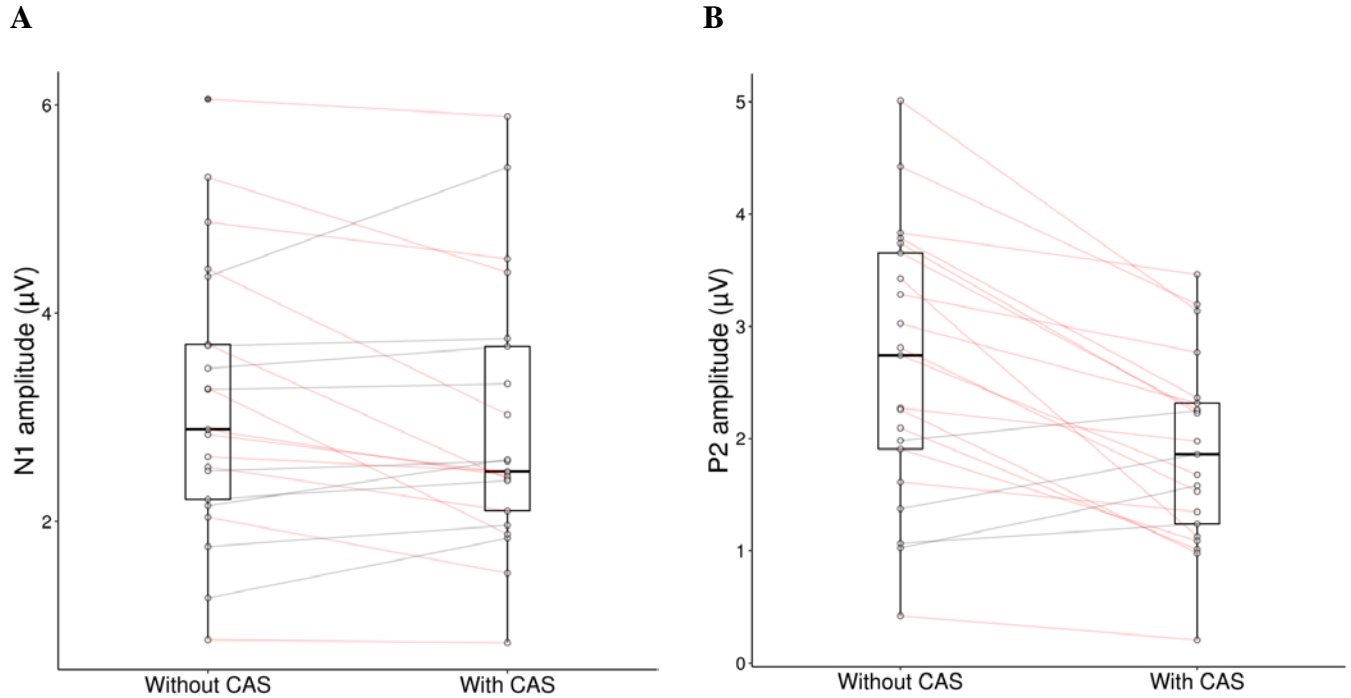 A
N1 amplitude (µV)
6
4
2
Without CAS
With CAS
B
P2 amplitude (µV)
5
4
3
2
1
0
Without CAS
With CAS